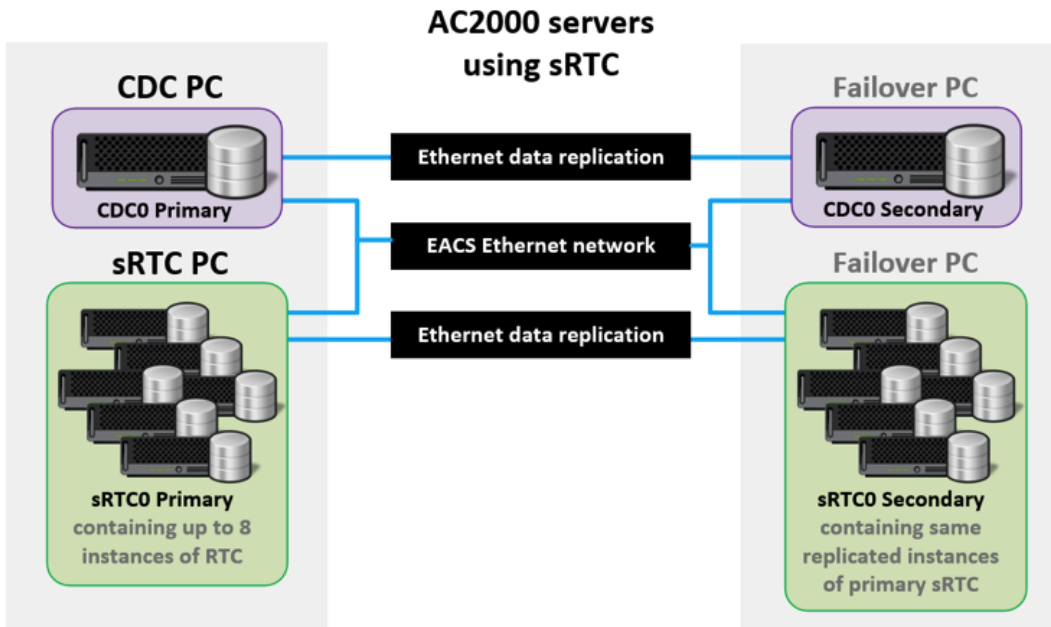 AC2000 servers
using sRTC
CDC PC
CDC0 Primary
sRTC PC
sRTC0 Primary
containing up to 8
instances of RTC
Ethernet data replication
EACS Ethernet network
Ethernet data replication
Failover PC
CDC0 Secondary
Failover PC
sRTC0 Secondary
containing same
replicated instances
of primary sRTC